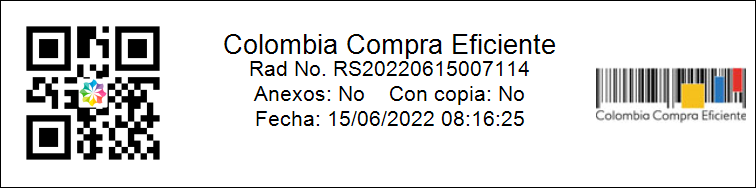 Colombia Compra Eficiente
Rad No. RS20220615007114
Anexos: No    Con copia: No
Fecha: 15/06/2022 08:16:25
Colombia Compra Eficiente